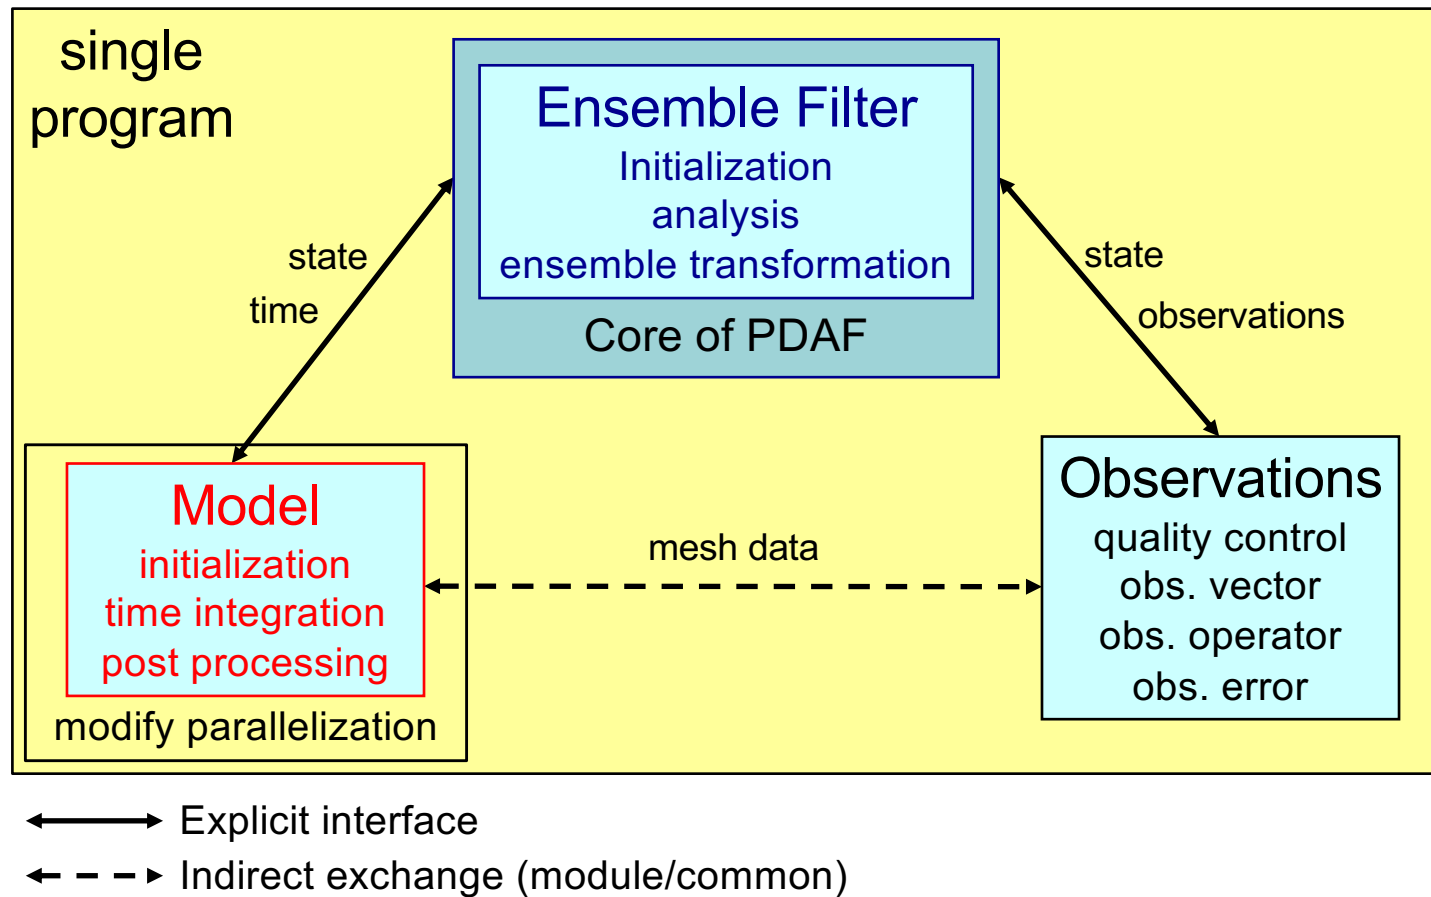 single
program
Ensemble Filter
Initialization
analysis
ensemble transformation
Core of PDAF
state
time
state
observations
Model
initialization
time integration
post processing
modify parallelization
mesh data
Observations
quality control
obs. vector
obs. operator
obs. error
Explicit interface
Indirect exchange (module/common)